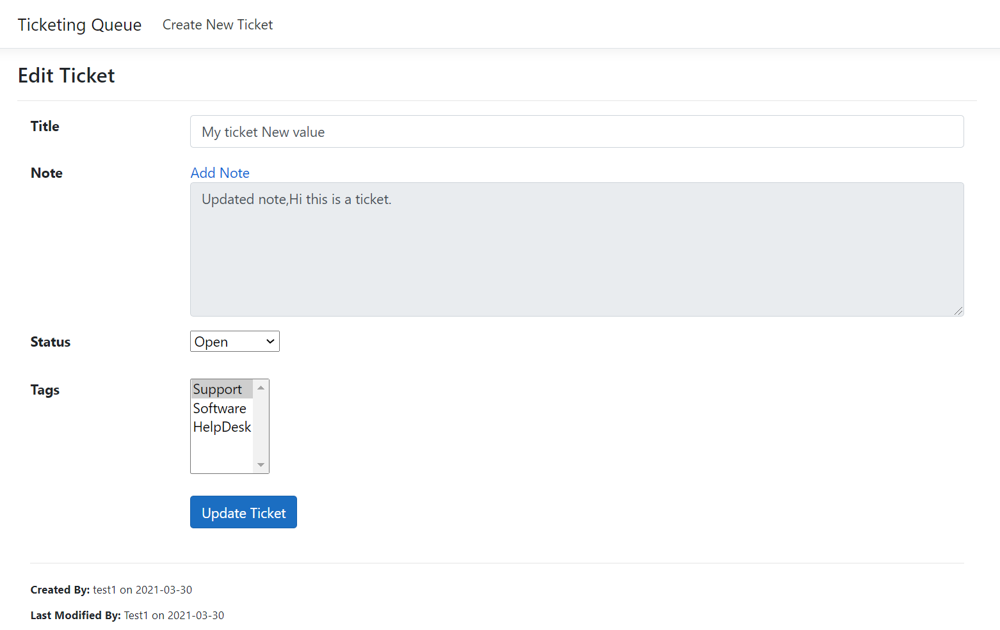 Ticketing Queue Create New Ticket
Edit Ticket
Title My ticket New value
Note Add Note
Updated note,Hi this is a ticket.
Status Open
Tags Support
Software
HelpDesk
Update Ticket
Created By: test1 on 2021-03-30
Last Modified By: Test1 on 2021-03-30